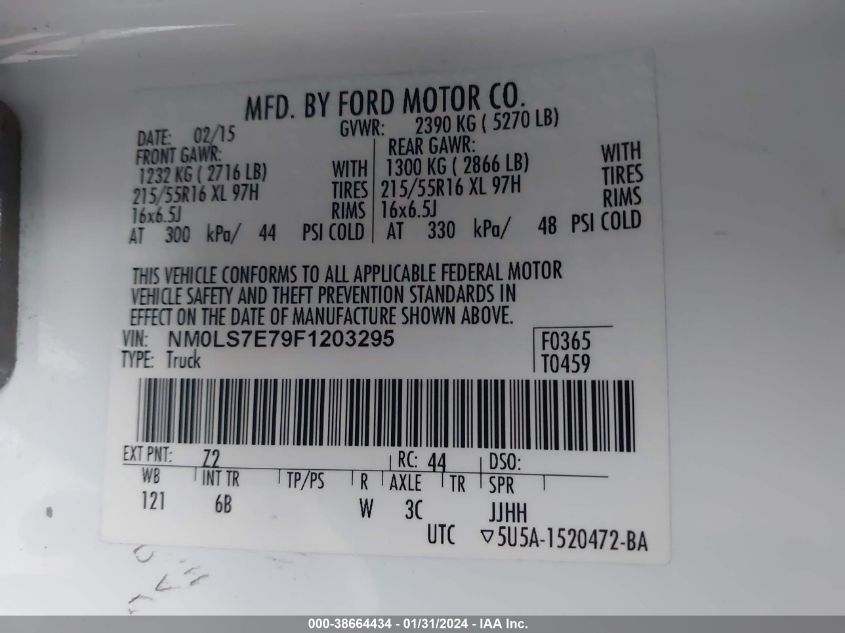 MFD. BY FORD MOTOR CO.
DATE: 02/15 GVWR: 2390 KG ( 5270 LB)
FRONT GAWR: REAR GAWR:
1232 KG ( 2716 LB) WITH 1300 KG ( 2866 LB) WITH
215/55R16 XL 97H TIRES 215/55R16 XL 97H TIRES
16x6.5J RIMS 16x6.5J RIMS
AT 300 kPa/ 44 PSI COLD AT 330 kPa/ 48 PSI COLD
THIS VEHICLE CONFORMS TO ALL APPLICABLE FEDERAL MOTOR
VEHICLE SAFETY AND THEFT PREVENTION STANDARDS IN
EFFECT ON THE DATE OF MANUFACTURE SHOWN ABOVE.
VIN: NM0LS7E79F1203295 F0365
TYPE: Truck T0459
EXT PNT: Z2 RC: 44 DSO:
WB INT TR TP/PS R AXLE TR SPR
121 6B W 3C JJHH
UTC ▽5U5A-1520472-BA
000-38664434 - 01/31/2024 - IAA Inc.